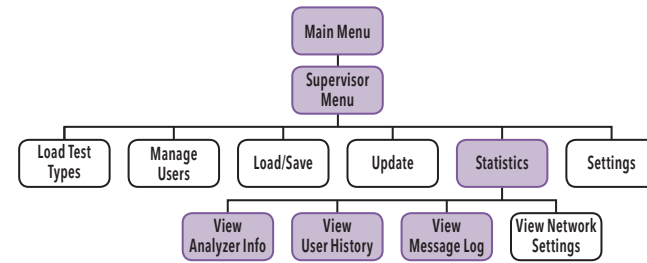 Main Menu
Supervisor
Menu
Load Test
Types
Manage
Users
Load/Save
Update
Statistics
Settings
View
Analyzer Info
View
User History
View
Message Log
View Network
Settings